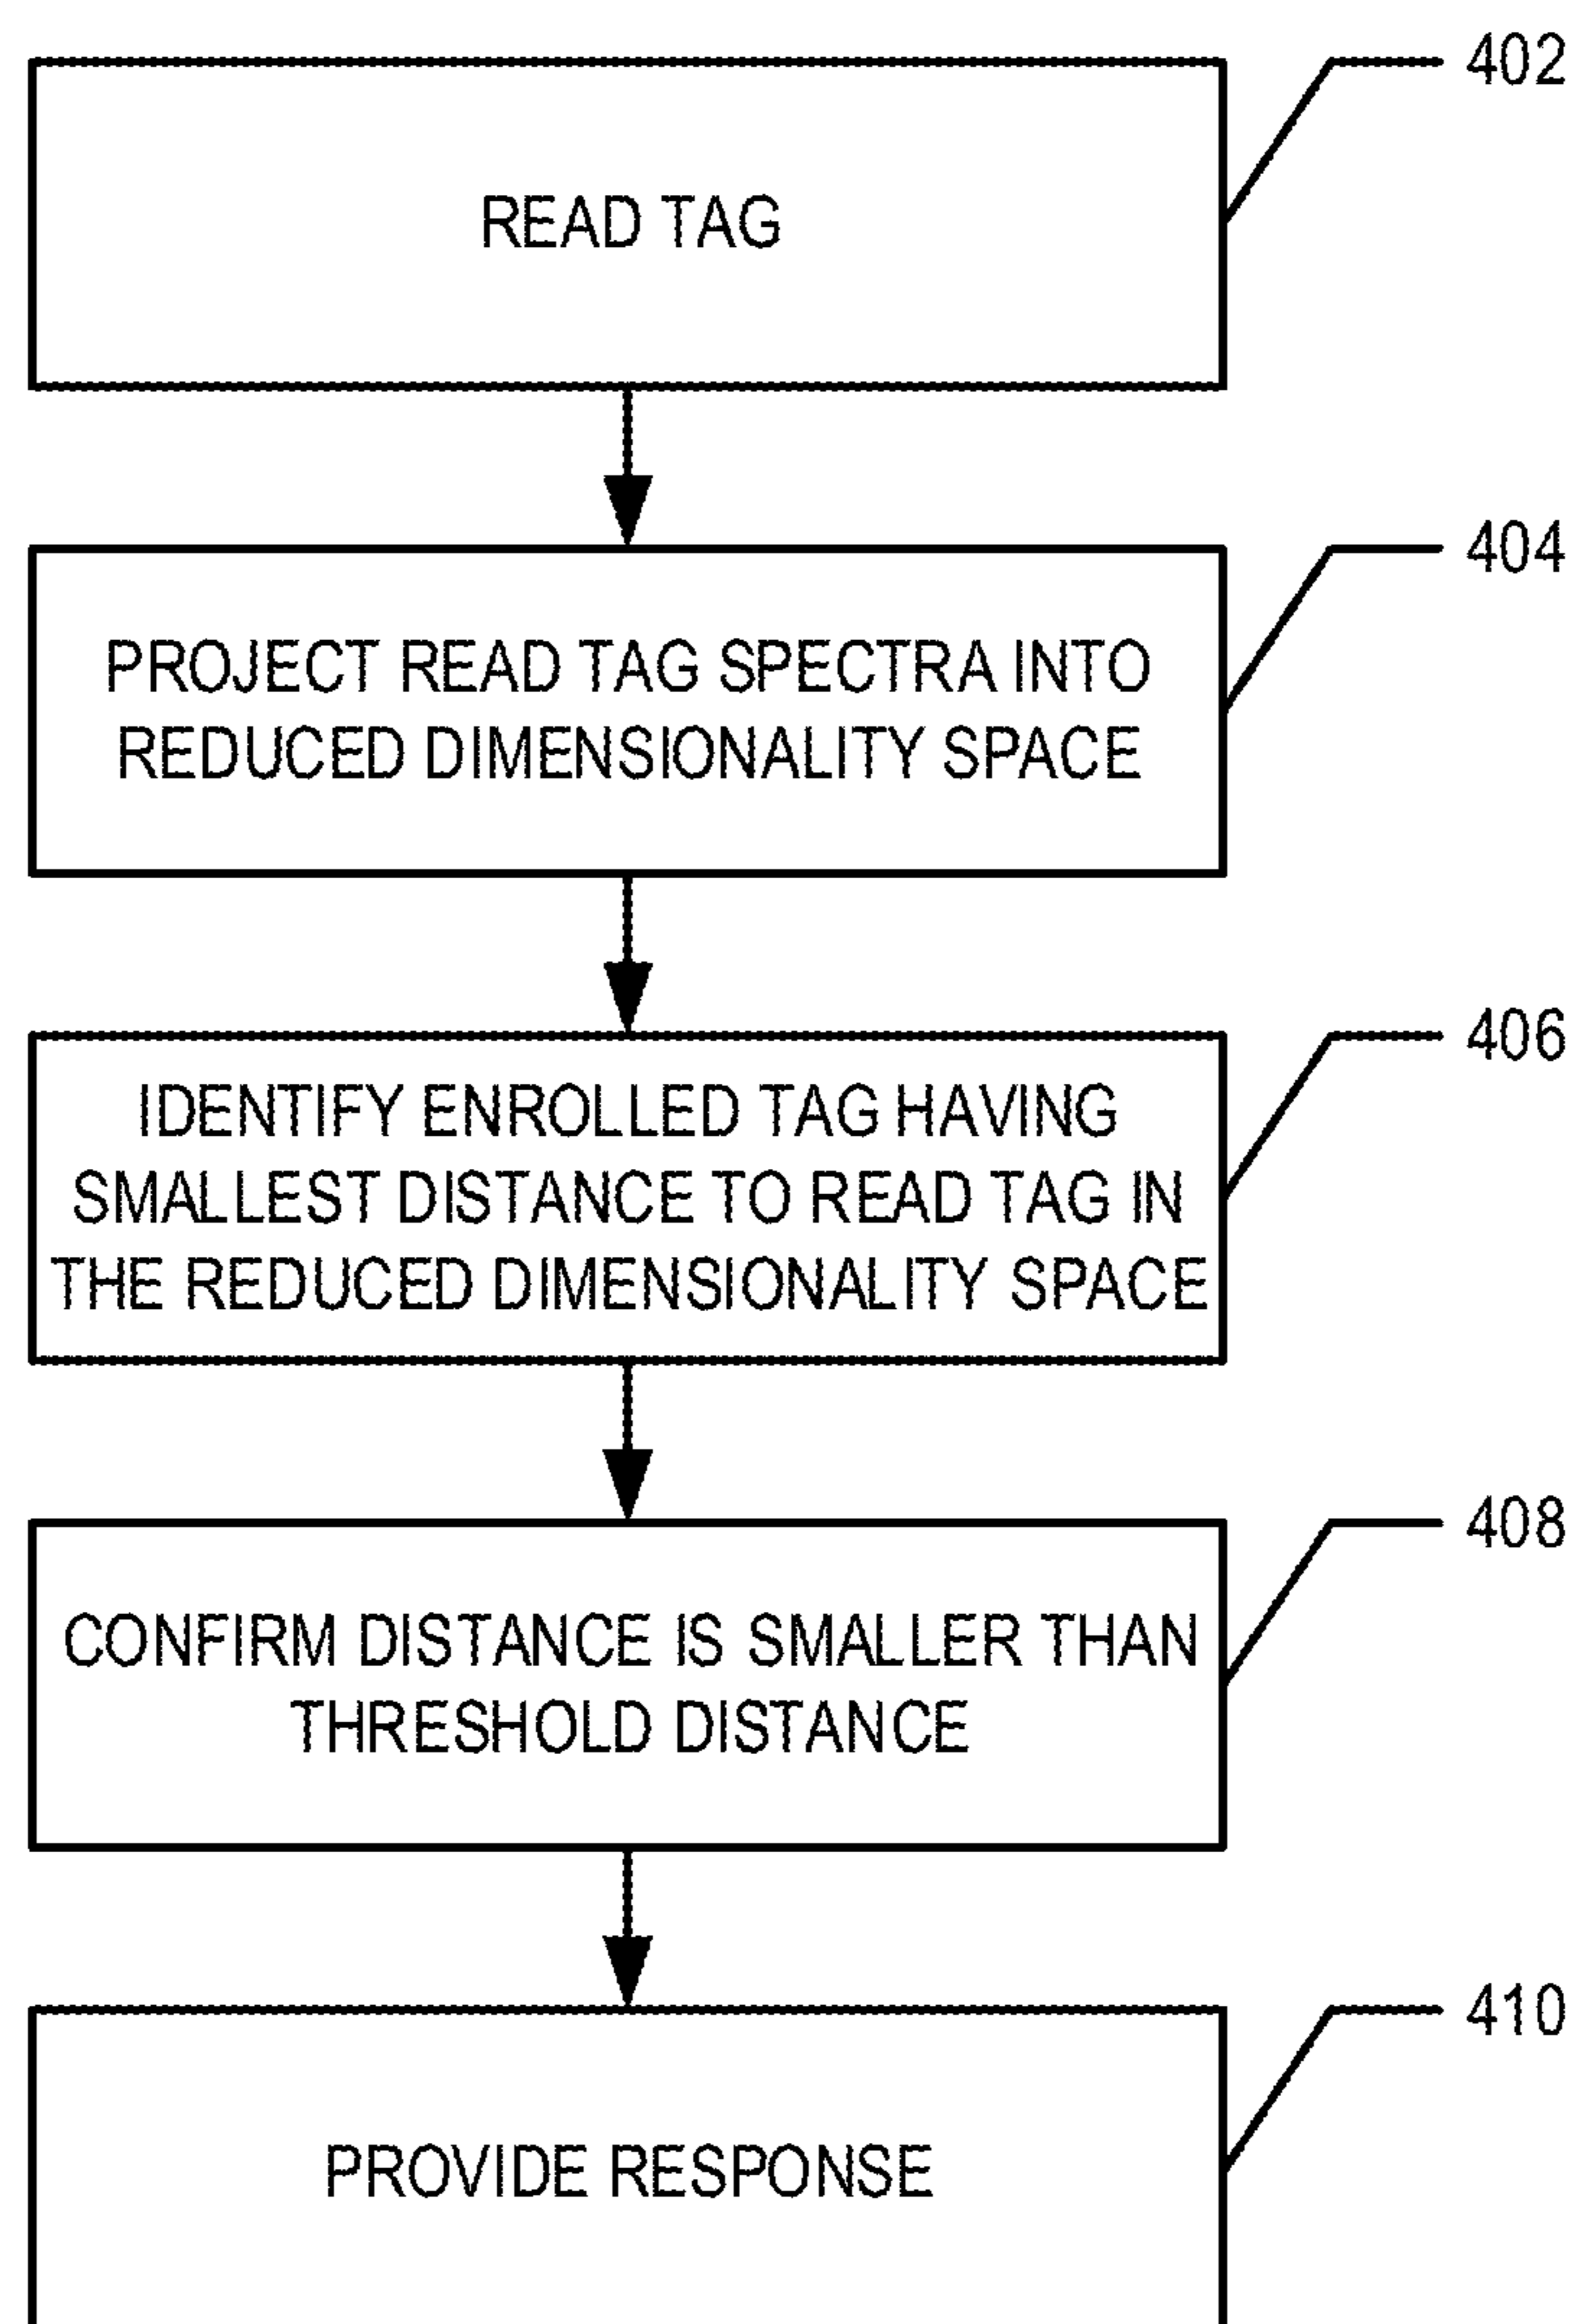 402
READ TAG
404
PROJECT READ TAG SPECTRA INTO
REDUCED DIMENSIONALITY SPACE
406
IDENTIFY ENROLLED TAG HAVING
SMALLEST DISTANCE TO READ TAG IN
THE REDUCED DIMENSIONALITY SPACE
408
CONFIRM DISTANCE IS SMALLER THAN
THRESHOLD DISTANCE
410
PROVIDE RESPONSE